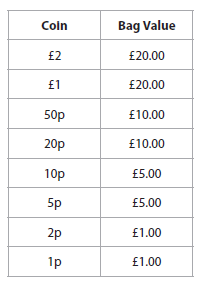 Coin Bag Value
£2 £20.00
£1 £20.00
50p £10.00
20p £10.00
10p £5.00
5p £5.00
2p £1.00
1p £1.00